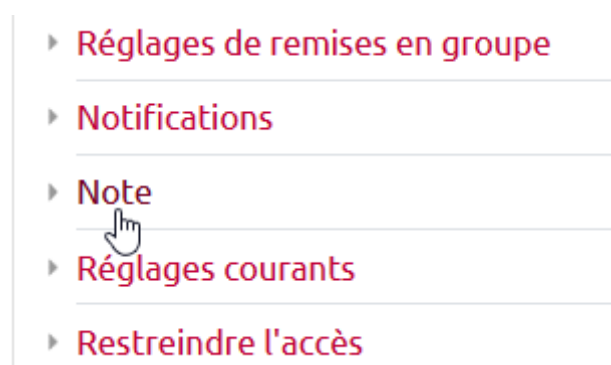 Réglages de remises en groupe
Notifications
Note
Réglages courants
Restreindre l'accès